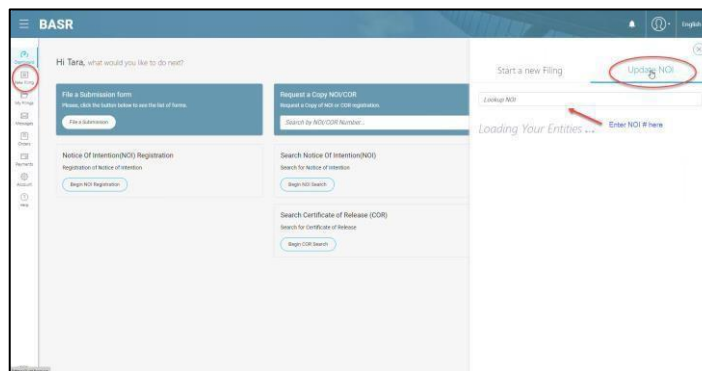 BASR
English
Dashboard
New Filing
My Filings
Messages
Orders
Payments
Account
Help
Hi Tara, what would you like to do next?
File a Submission form
Please, click the button below to see the list of forms.
File a Submission
Request a Copy NOI/COR
Request a Copy of NOI or COR registration.
Search by NOI/COR Number...
Notice Of Intention(NOI) Registration
Registration of Notice of Intention
Begin NOI Registration
Search Notice Of Intention(NOI)
Search for Notice of Intention
Begin NOI Search
Search Certificate of Release (COR)
Search for Certificate of Release
Begin COR Search
Start a new Filing
Update NOI
Lookup NOI
Loading Your Entities ...
Enter NOI # here